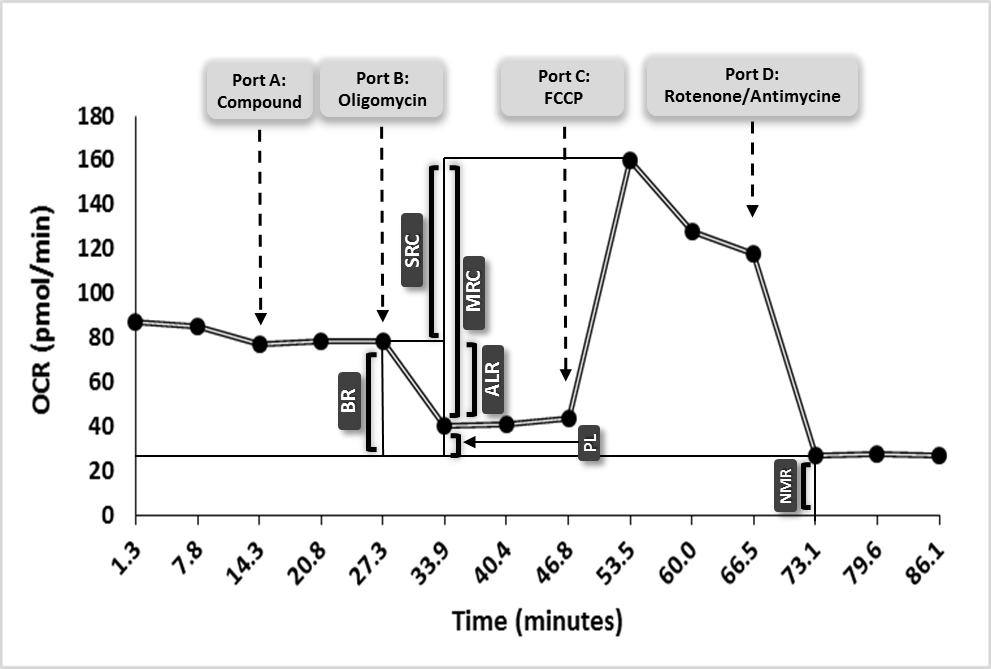 Port A:
Compound
Port B:
Oligomycin
Port C:
FCCP
Port D:
Rotenone/Antimycine
OCR (pmol/min)
180
160
140
120
100
80
60
40
20
0
SRC
MRC
BR
ALR
PL
NMR
1.3
7.8
14.3
20.8
27.3
33.9
40.4
46.8
53.5
60.0
66.5
73.1
79.6
86.1
Time (minutes)